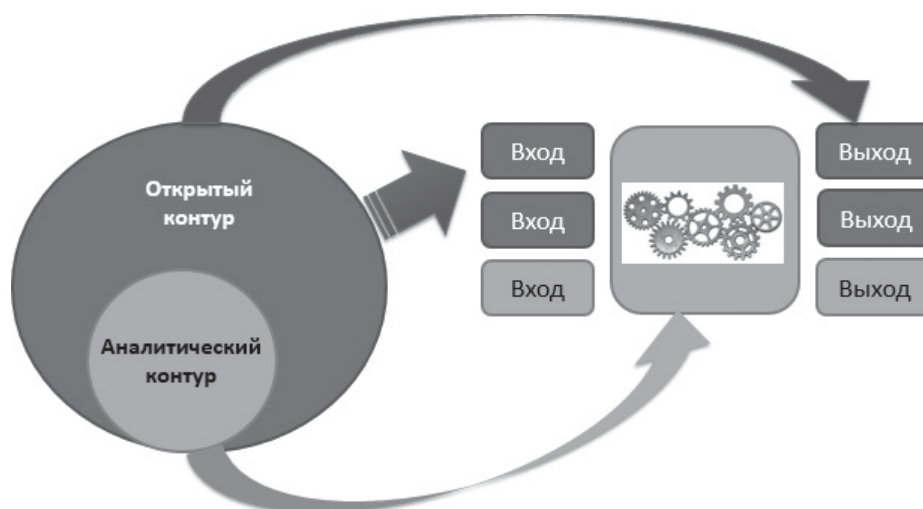 Открытый
контур
Аналитический
контур
Вход
Вход
Вход
Выход
Выход
Выход